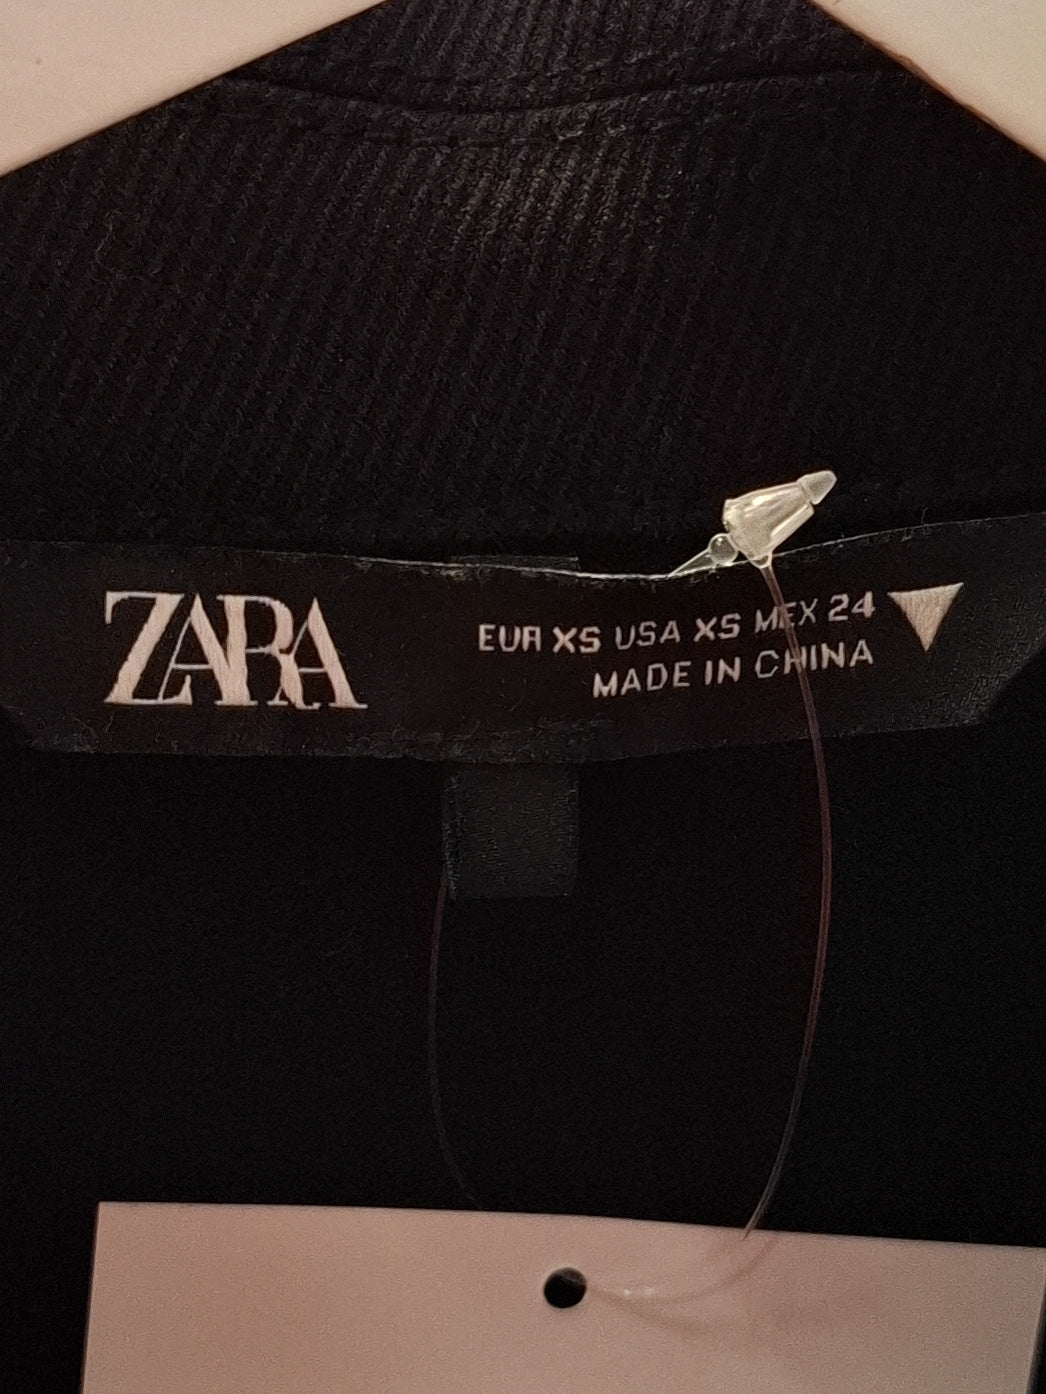 ZARA
EUR XS USA XS MEX 24
MADE IN CHINA